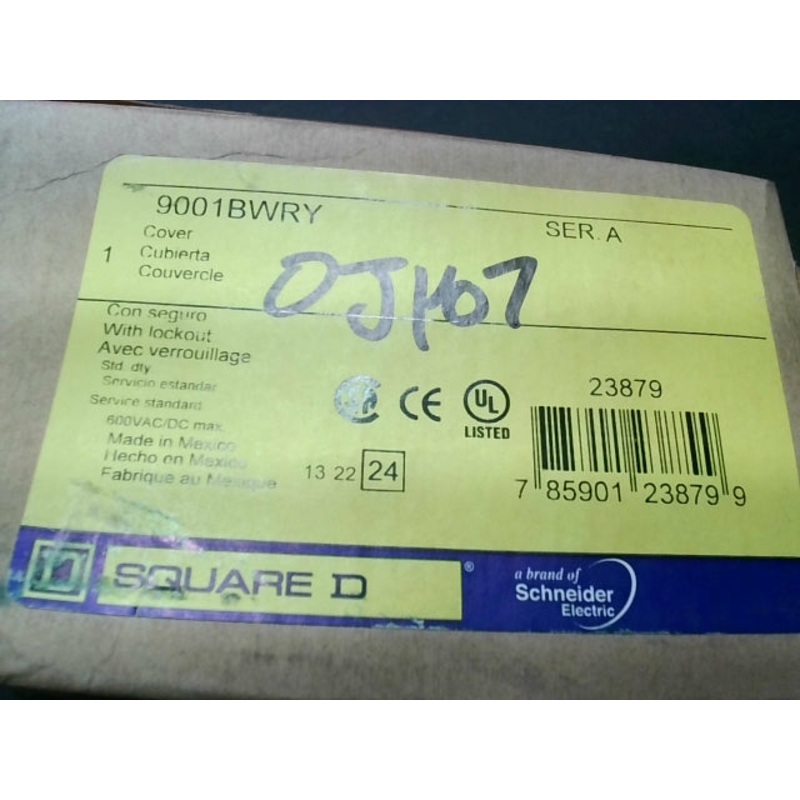 9001BWRY
SER. A
Cover
1 Cubierta
Couvercle
Con seguro
With lockout
Avec verrouillage
Std. dty
Servicio estandar
Service standard
600VAC/DC max.
Made in Mexico
Hecho en Mexico
Fabrique au Mexique
13 22 24
CE
UL
LISTED
23879
7 85901 23879 9
SQUARE D
®
a brand of
Schneider
Electric